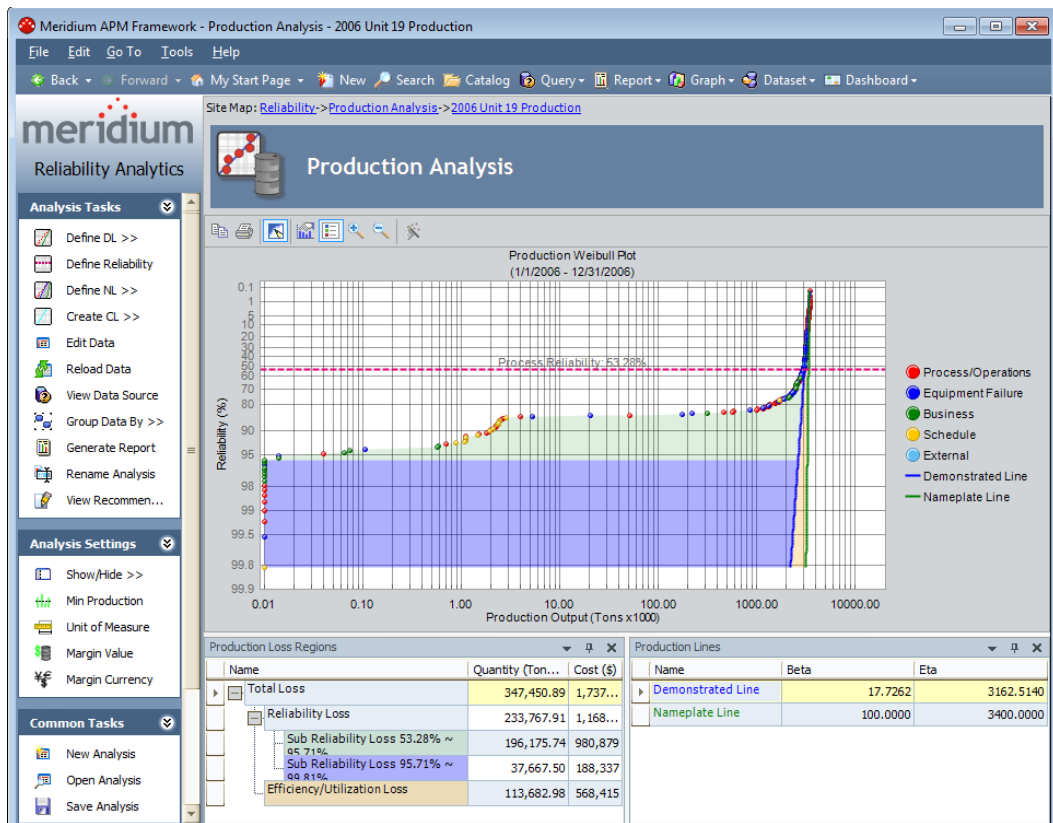 Meridium APM Framework - Production Analysis - 2006 Unit 19 Production
File Edit Go To Tools Help
Back Forward My Start Page New Search Catalog Query Report Graph Dataset Dashboard
meridium
Reliability Analytics
Site Map: Reliability->Production Analysis->2006 Unit 19 Production
Production Analysis
Analysis Tasks
Define DL >>
Define Reliability
Define NL >>
Create CL >>
Edit Data
Reload Data
View Data Source
Group Data By >>
Generate Report
Rename Analysis
View Recommen...
Analysis Settings
Show/Hide >>
Min Production
Unit of Measure
Margin Value
Margin Currency
Common Tasks
New Analysis
Open Analysis
Save Analysis
Production Weibull Plot
(1/1/2006 - 12/31/2006)
Reliability (%)
0.1
1
5
10
20
30
40
50
60
70
80
90
95
98
99
99.5
99.8
99.9
Process Reliability: 53.28%
0.01 0.10 1.00 10.00 100.00 1000.00 10000.00
Production Output (Tons x1000)
Process/Operations
Equipment Failure
Business
Schedule
External
Demonstrated Line
Nameplate Line
Production Loss Regions
Name Quantity (Ton... Cost ($)
Total Loss 347,450.89 1,737...
Reliability Loss 233,767.91 1,168...
Sub Reliability Loss 53.28% ~ 196,175.74 980,879
95.71%
Sub Reliability Loss 95.71% ~ 37,667.50 188,337
99.81%
Efficiency/Utilization Loss 113,682.98 568,415
Production Lines
Name Beta Eta
Demonstrated Line 17.7262 3162.5140
Nameplate Line 100.0000 3400.0000